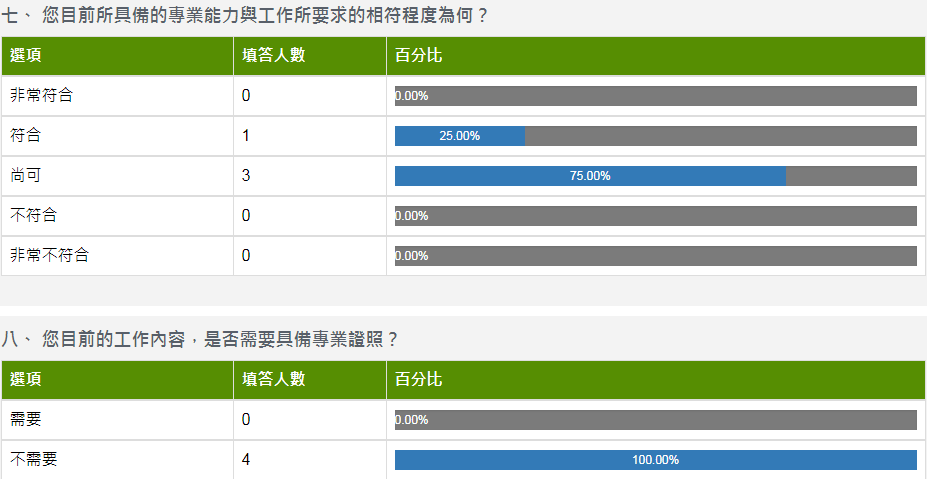 七、 您目前所具備的專業能力與工作所要求的相符程度為何？
選項 填答人數 百分比
非常符合 0 0.00%
符合 1 25.00%
尚可 3 75.00%
不符合 0 0.00%
非常不符合 0 0.00%
八、 您目前的工作內容，是否需要具備專業證照？
選項 填答人數 百分比
需要 0 0.00%
不需要 4 100.00%